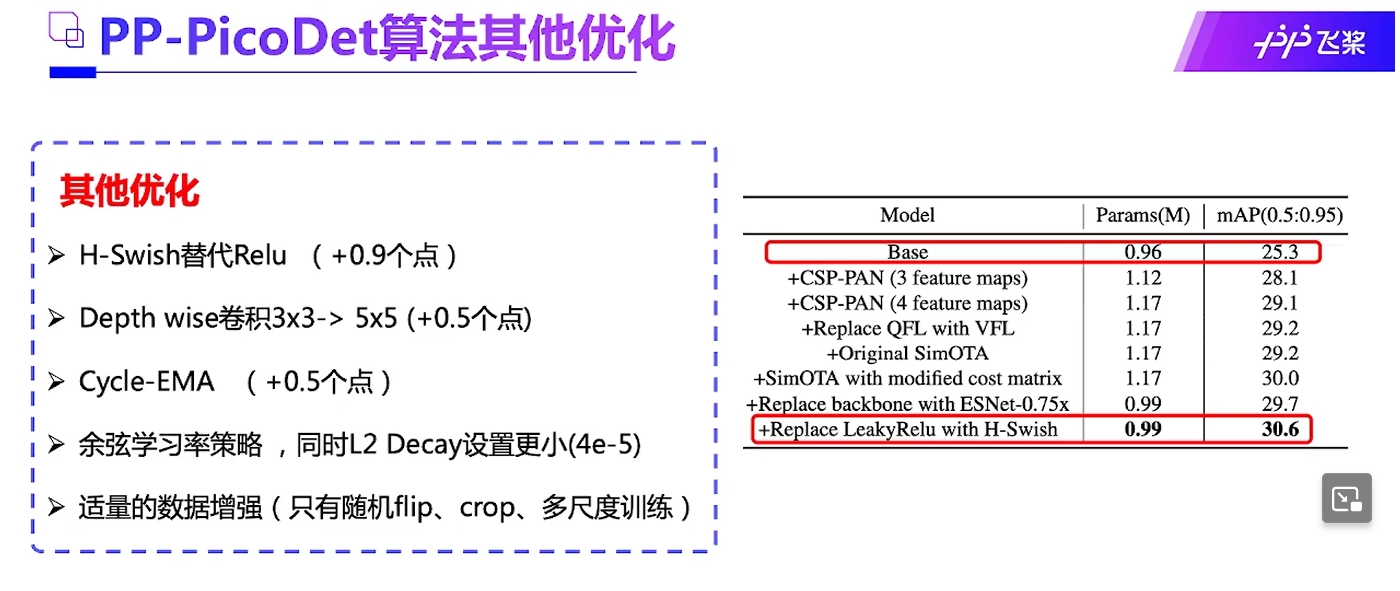 PP-PicoDet算法其他优化
飞桨
其他优化
H-Swish替代Relu （ +0.9个点 ）
Depth wise卷积3x3-> 5x5 (+0.5个点)
Cycle-EMA （ +0.5个点 ）
余弦学习率策略 ，同时L2 Decay设置更小(4e-5)
适量的数据增强（ 只有随机flip、crop、多尺度训练 ）
Model Params(M) mAP(0.5:0.95)
Base 0.96 25.3
+CSP-PAN (3 feature maps) 1.12 28.1
+CSP-PAN (4 feature maps) 1.17 29.1
+Replace QFL with VFL 1.17 29.2
+Original SimOTA 1.17 29.2
+SimOTA with modified cost matrix 1.17 30.0
+Replace backbone with ESNet-0.75x 0.99 29.7
+Replace LeakyRelu with H-Swish 0.99 30.6